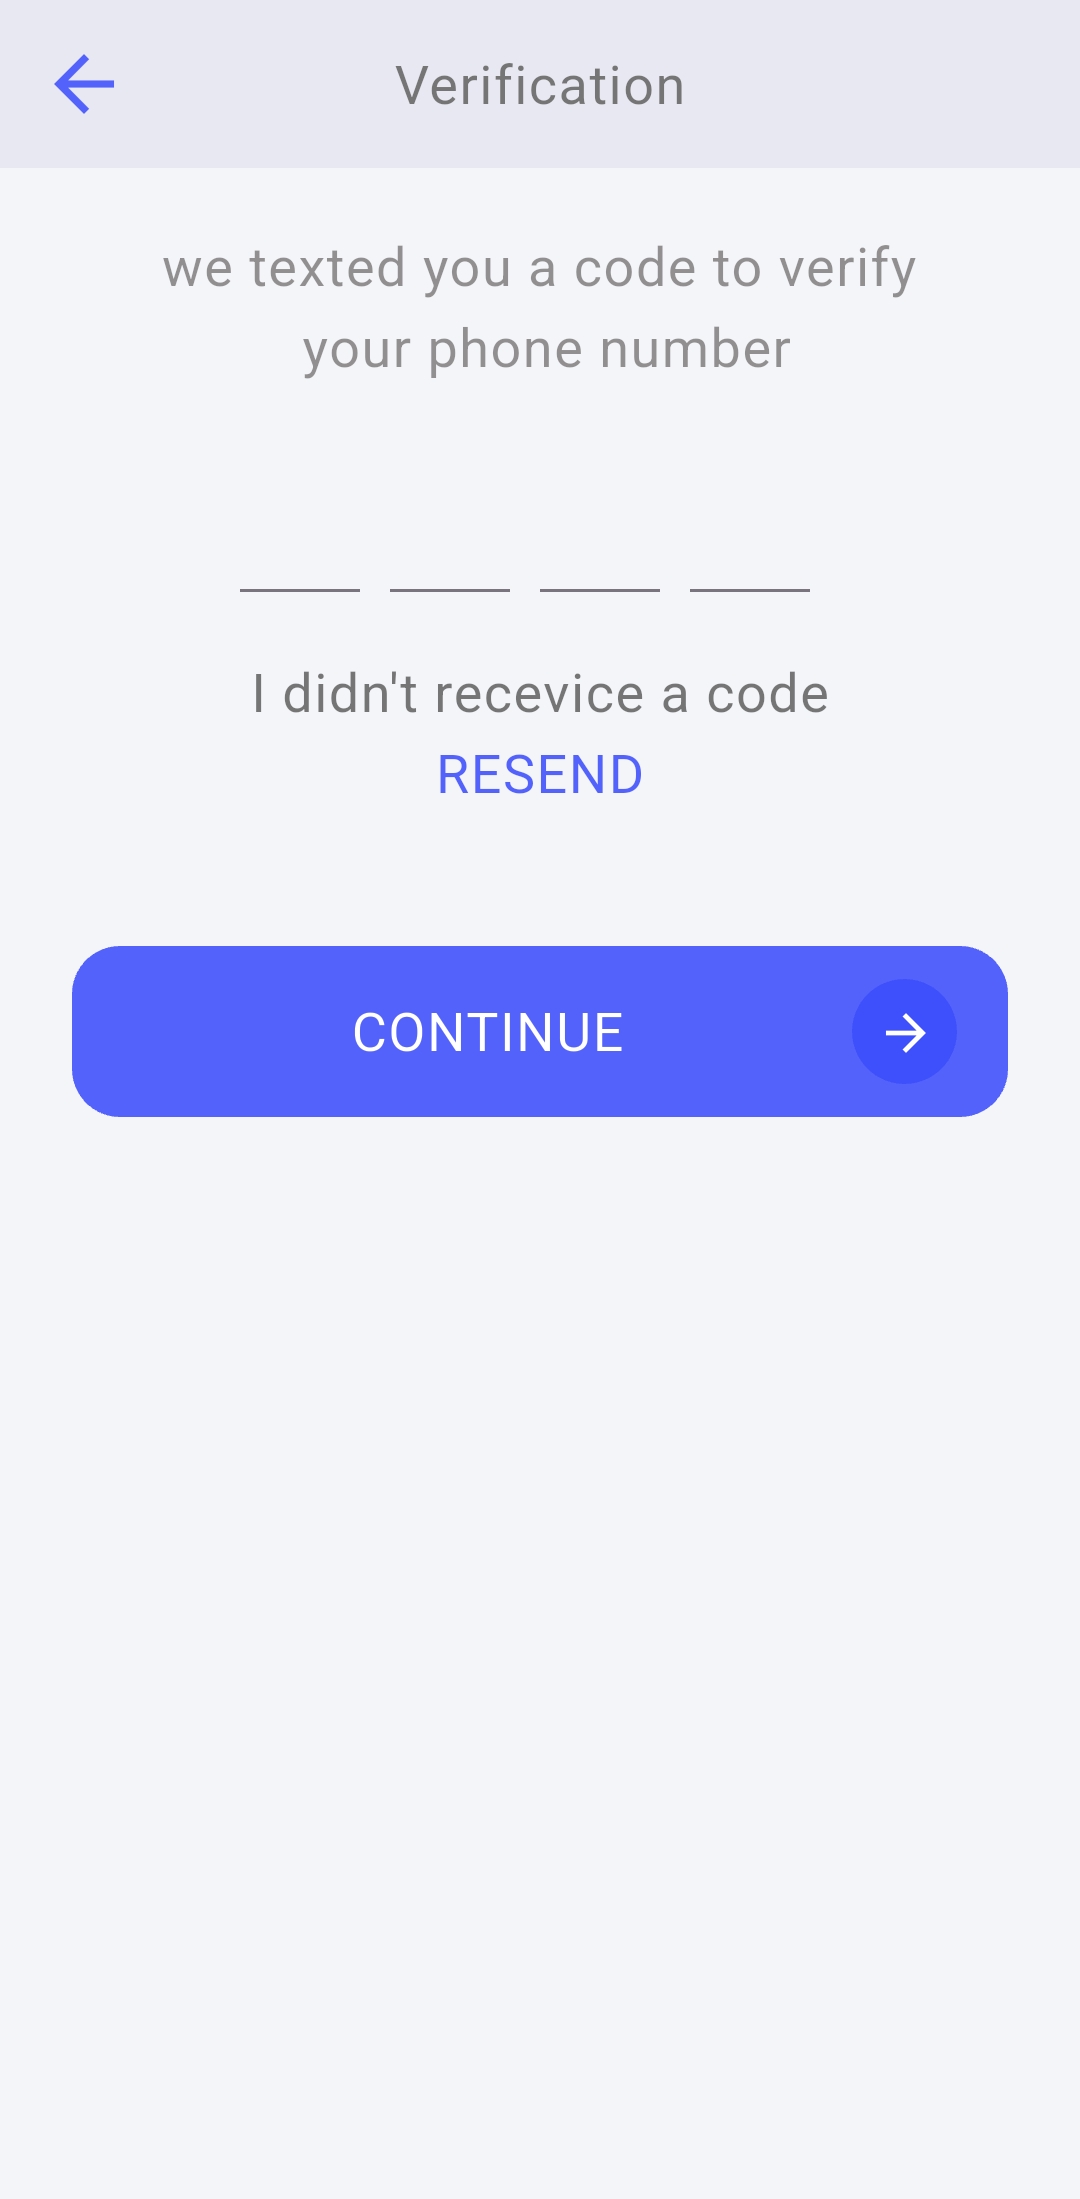 Verification
we texted you a code to verify
your phone number
I didn't recevice a code
RESEND
CONTINUE